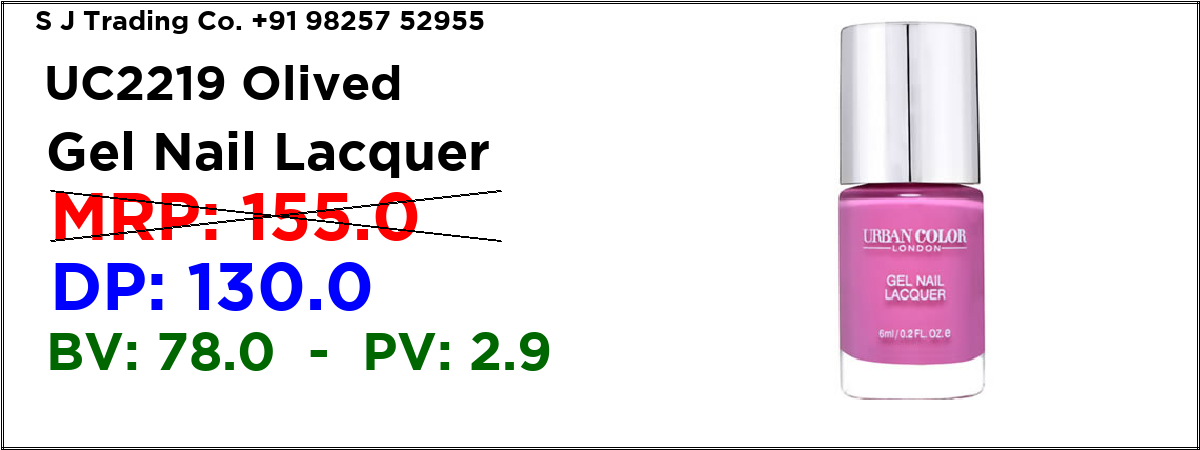 S J Trading Co. +91 98257 52955
UC2219 Olived
Gel Nail Lacquer
MRP: 155.0
DP: 130.0
BV: 78.0 - PV: 2.9
URBAN COLOR
LONDON
GEL NAIL
LACQUER
6ml / 0.2 FL. OZ. e